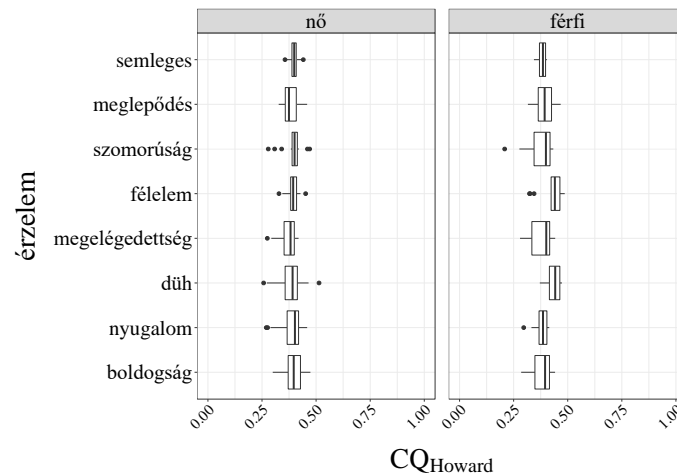 nő
férfi
semleges
meglepődés
szomorúság
félelem
megelégedettség
düh
nyugalom
boldogság
érzelem
0.00 0.25 0.50 0.75 1.00
0.00 0.25 0.50 0.75 1.00
CQHoward